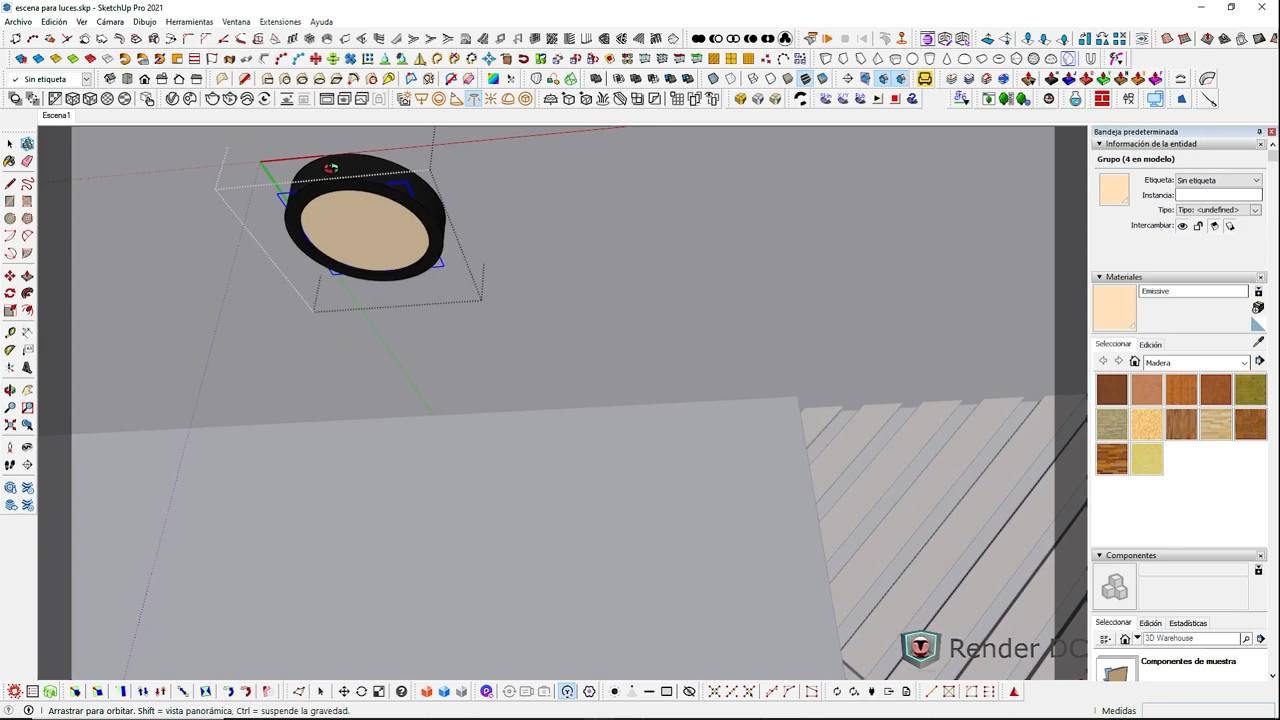 escena para luces.skp - SketchUp Pro 2021
Archivo Edición Ver Cámara Dibujo Herramientas Ventana Extensiones Ayuda
✓ Sin etiqueta
Escena1
Bandeja predeterminada
Información de la entidad
Grupo (4 en modelo)
Etiqueta: Sin etiqueta
Instancia:
Tipo: Tipo: <undefined>
Intercambiar:
Materiales
Emissive
Seleccionar Edición
Madera
Componentes
Seleccionar Edición Estadísticas
3D Warehouse
Componentes de muestra
Render DC
Arrastrar para orbitar. Shift = vista panorámica, Ctrl = suspende la gravedad.
Medidas